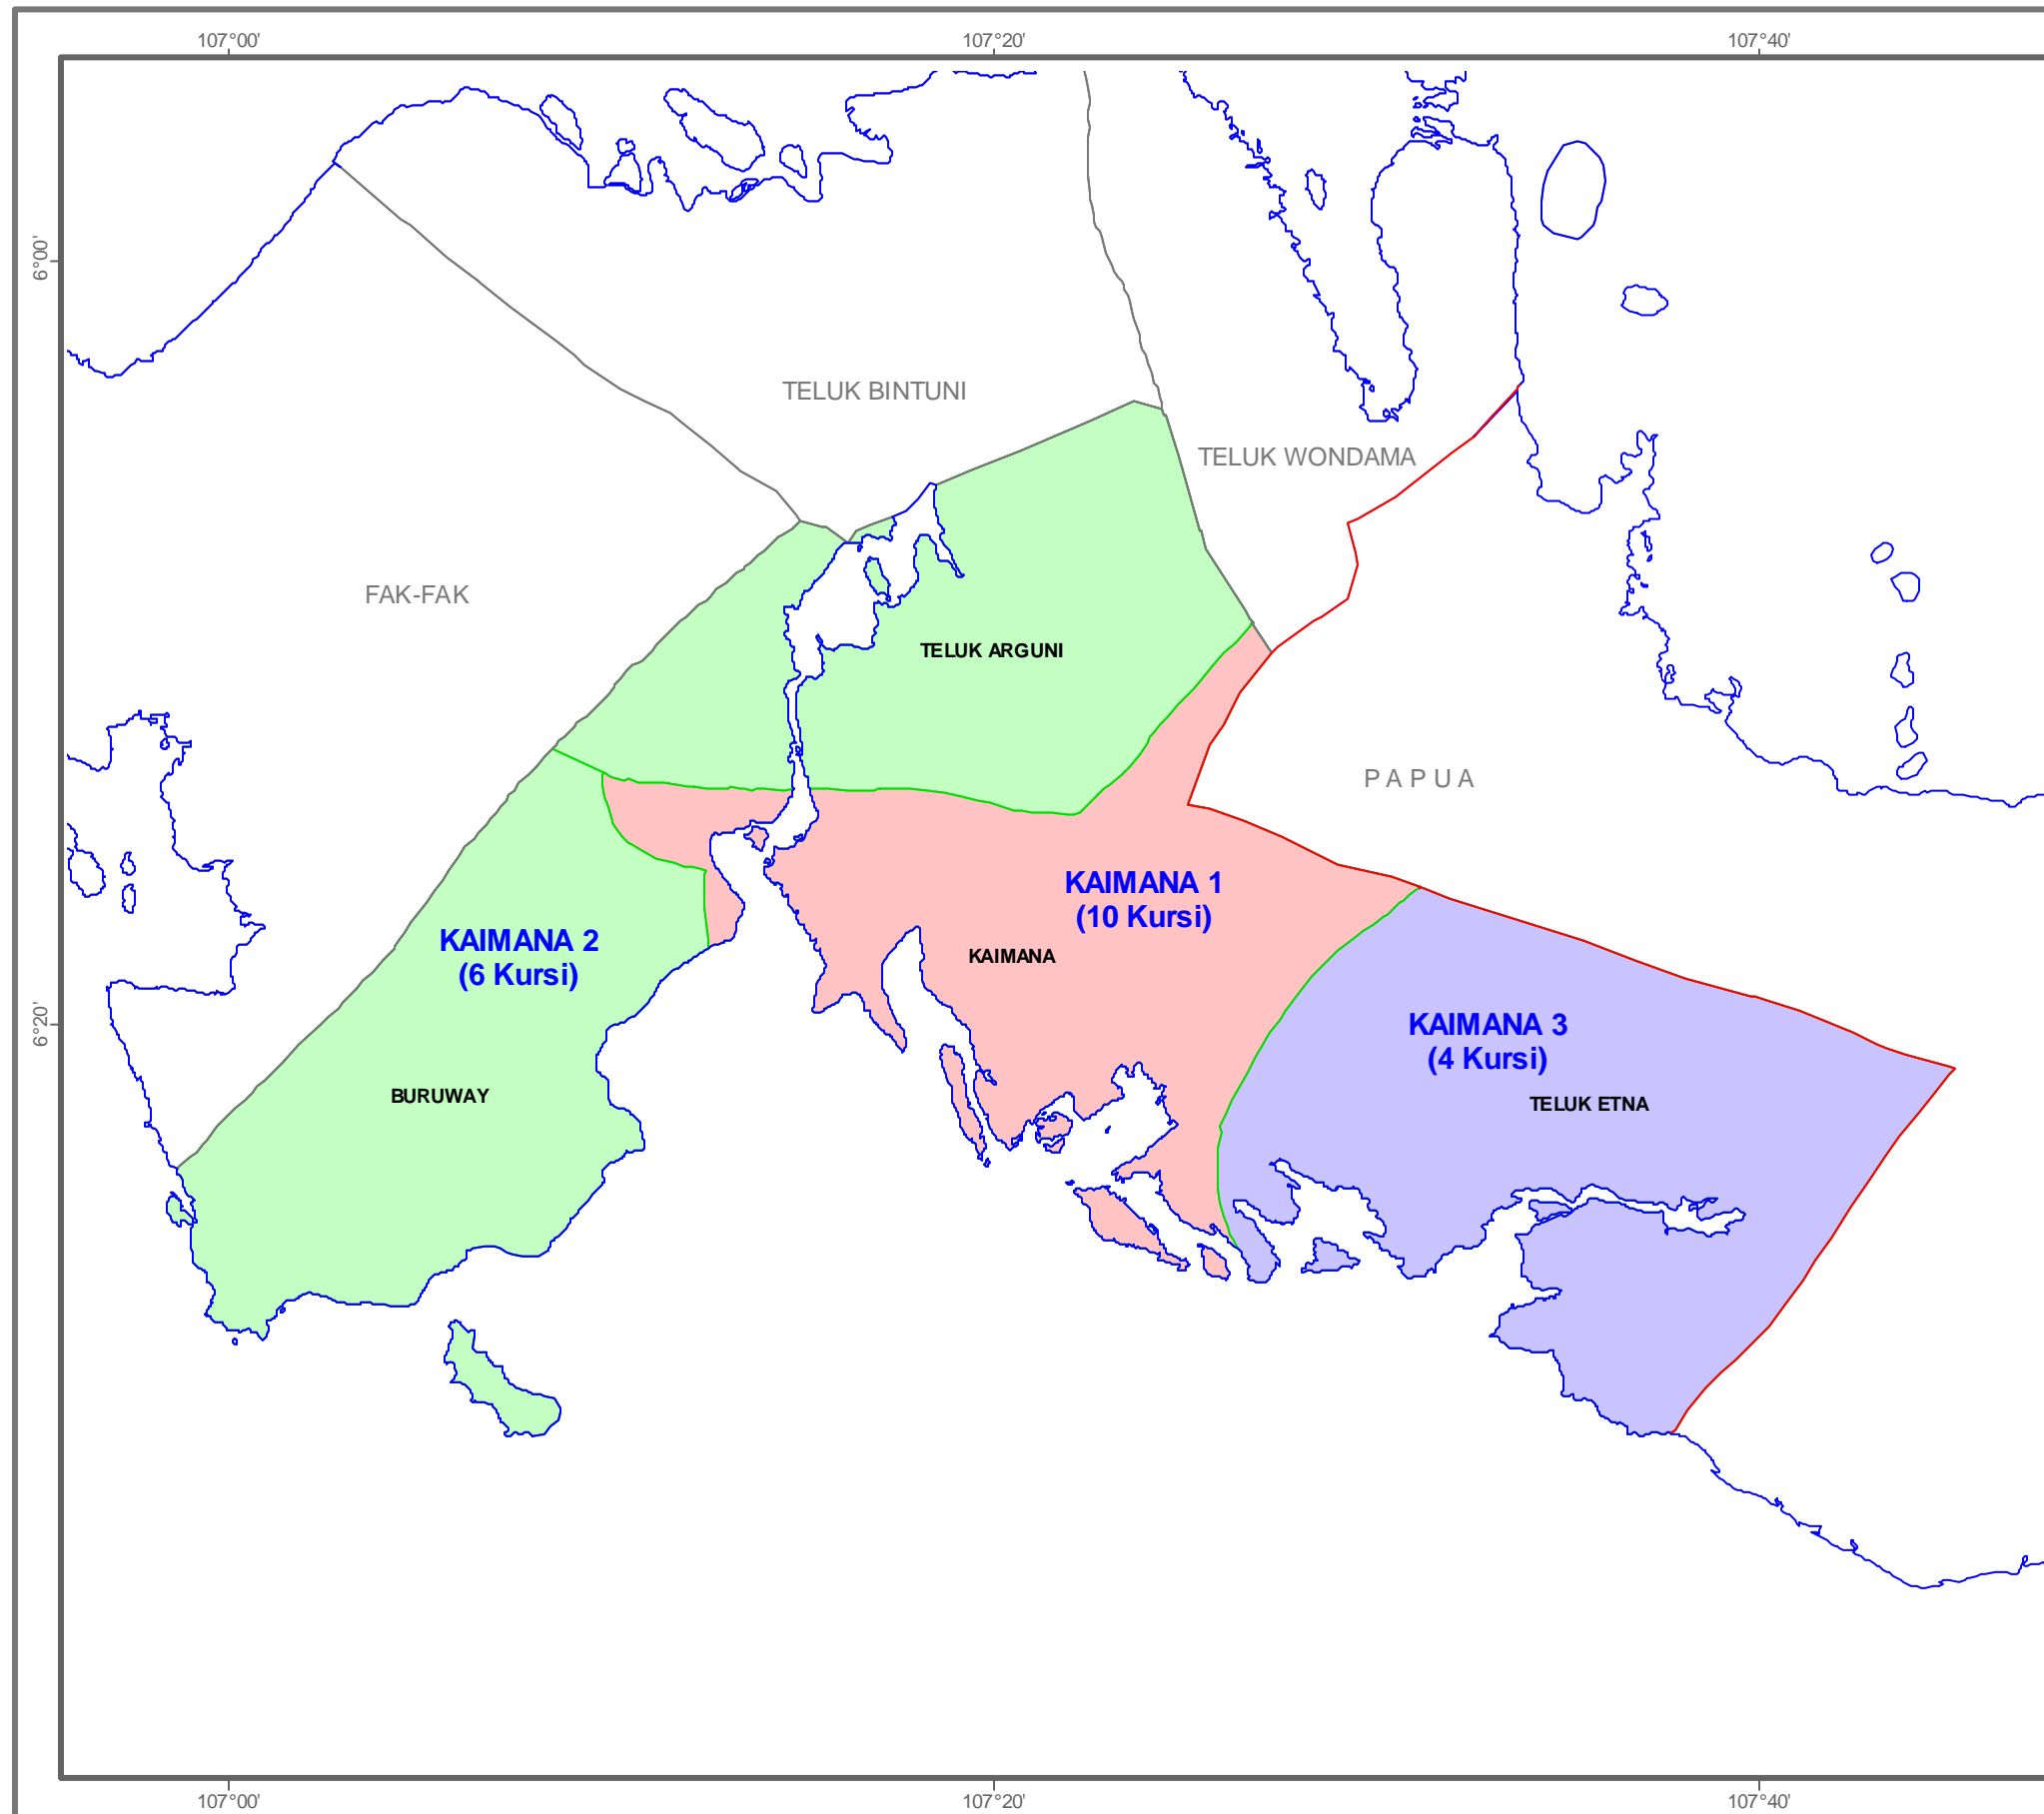 107°00'
107°20'
107°40'
6°00'
TELUK BINTUNI
TELUK WONDAMA
FAK-FAK
TELUK ARGUNI
P A P U A
KAIMANA 1
(10 Kursi)
KAIMANA 2
(6 Kursi)
KAIMANA
6°20'
KAIMANA 3
(4 Kursi)
BURUWAY
TELUK ETNA
107°00'
107°20'
107°40'